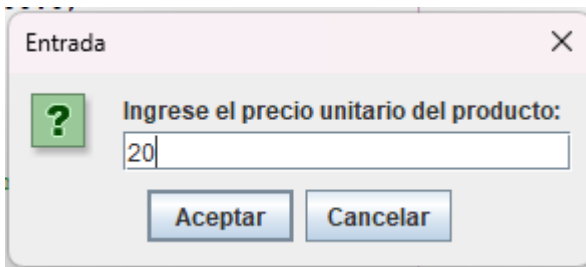 Entrada
Ingrese el precio unitario del producto:
20
Aceptar
Cancelar